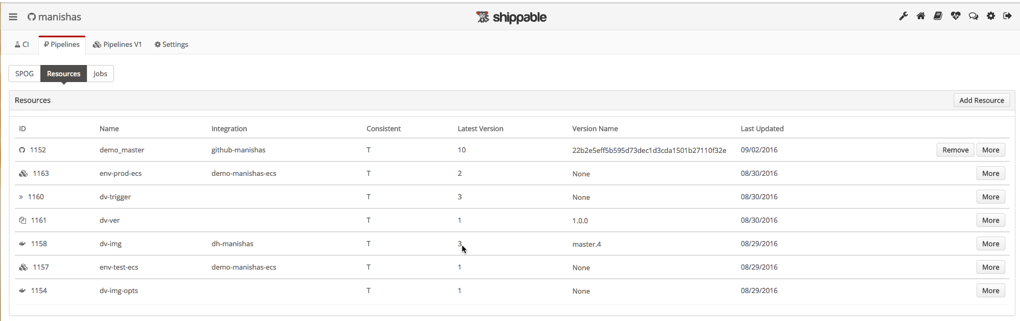 manishas shippable
CI Pipelines Pipelines V1 Settings
SPOG Resources Jobs
Resources Add Resource
ID Name Integration Consistent Latest Version Version Name Last Updated
1152 demo_master github-manishas T 10 22b2e5eff5b595d73dec1d3cda1501b27110f32e 09/02/2016 Remove More
1163 env-prod-ecs demo-manishas-ecs T 2 None 08/30/2016 More
1160 dv-trigger T 3 None 08/30/2016 More
1161 dv-ver T 1 1.0.0 08/30/2016 More
1158 dv-img dh-manishas T 3 master.4 08/29/2016 More
1157 env-test-ecs demo-manishas-ecs T 1 None 08/29/2016 More
1154 dv-img-opts T 1 None 08/29/2016 More